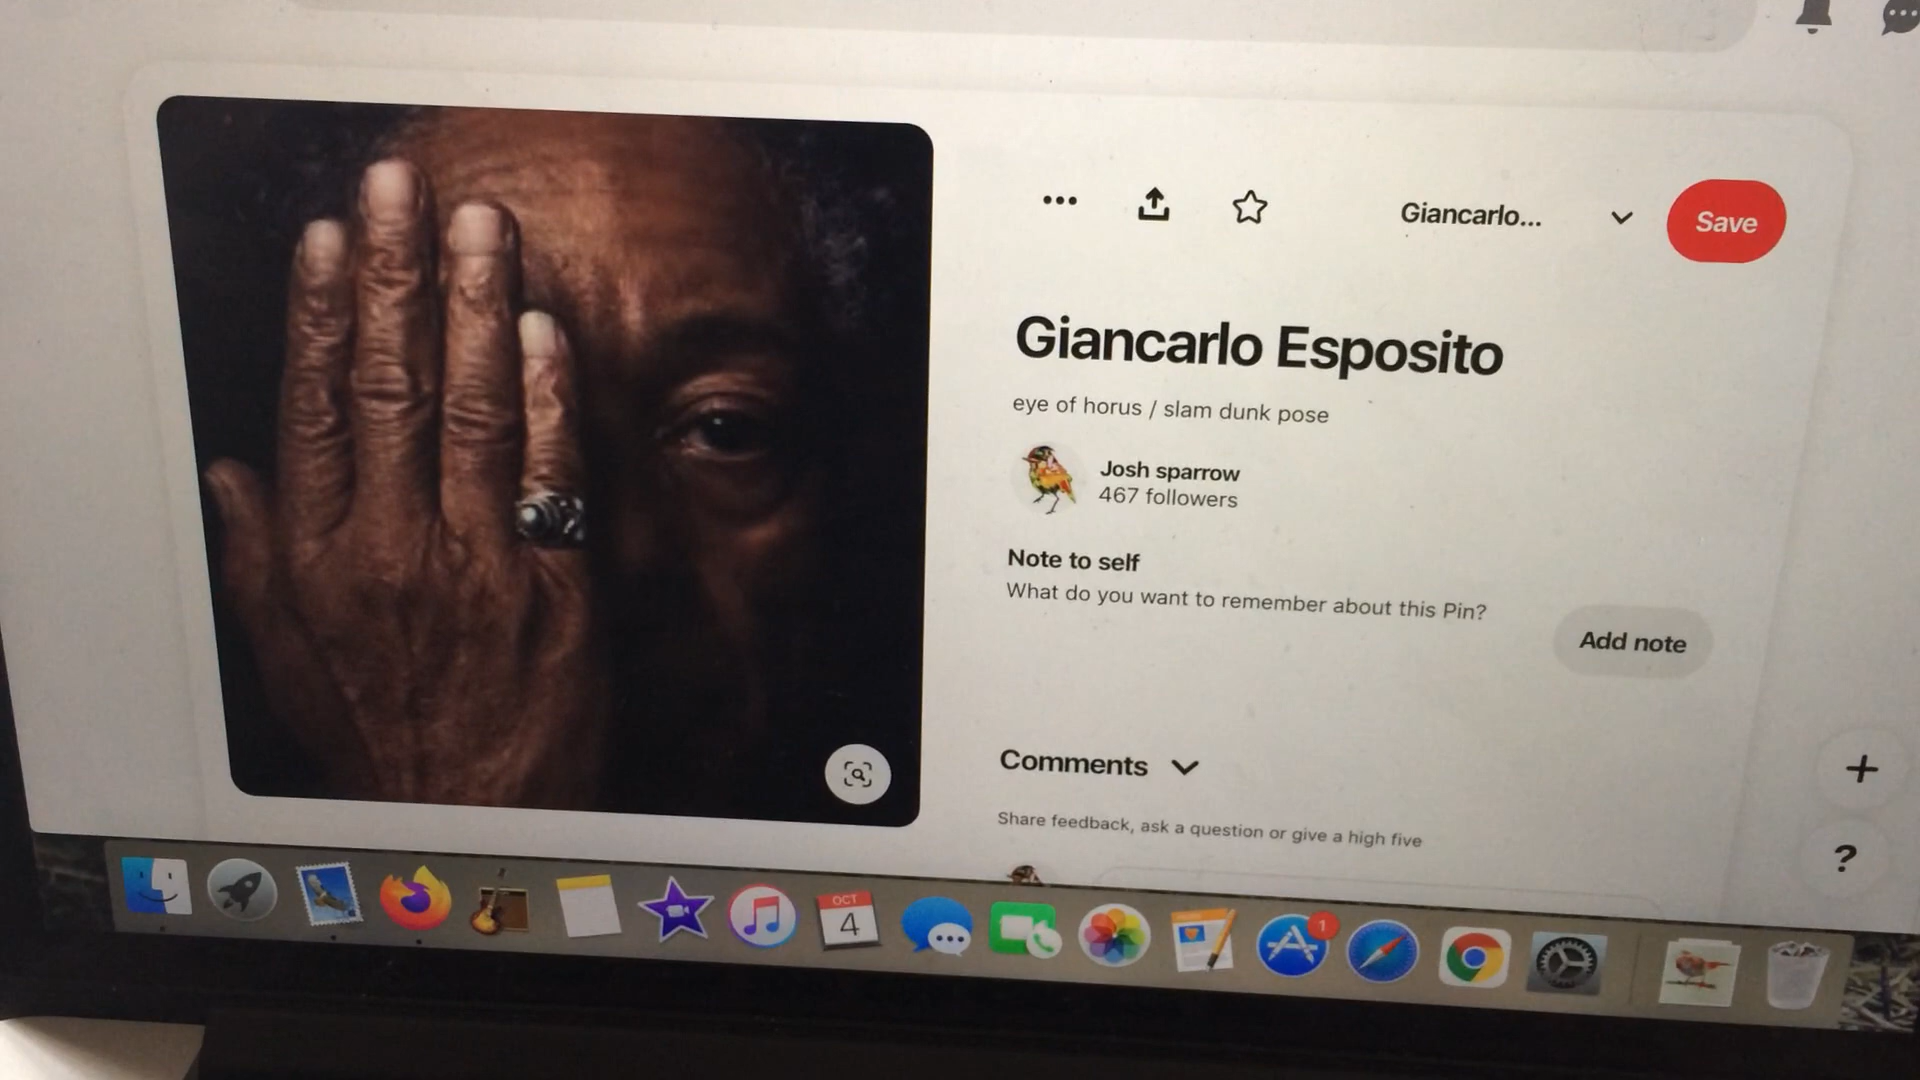 Giancarlo...
Save
Giancarlo Esposito
eye of horus / slam dunk pose
Josh sparrow
467 followers
Note to self
What do you want to remember about this Pin?
Add note
Comments
Share feedback, ask a question or give a high five
+
?
OCT
4
1